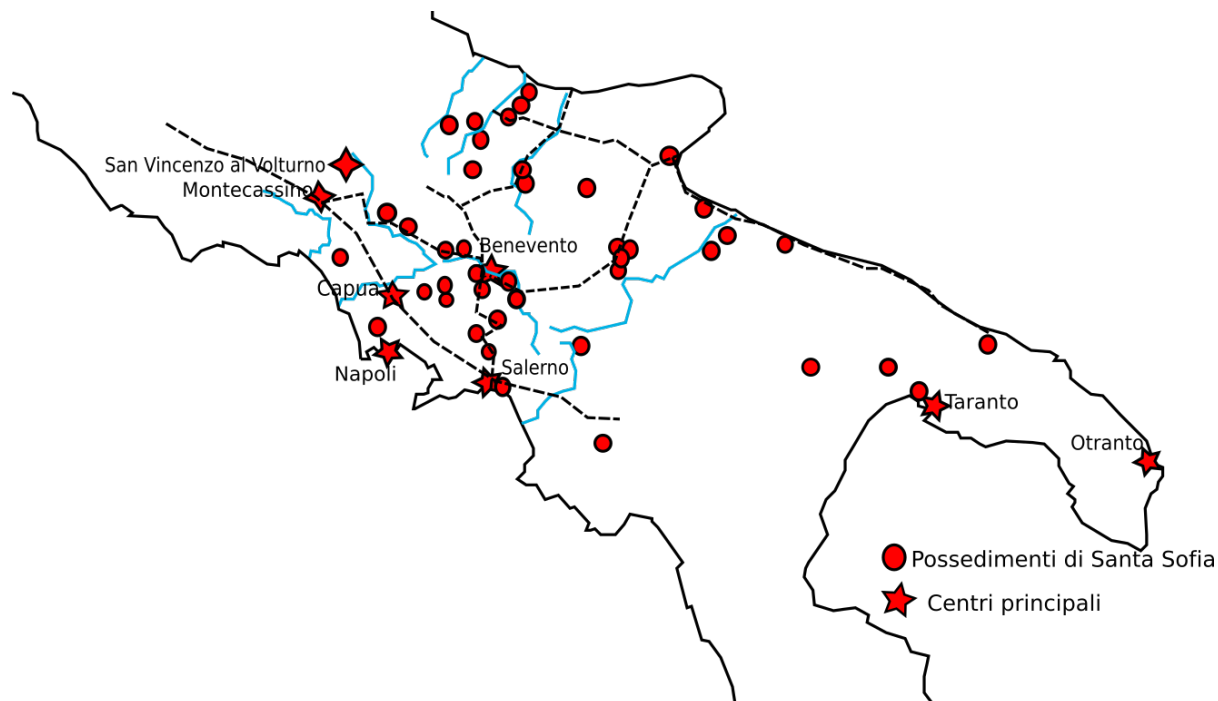 San Vincenzo al Volturno
Montecassino
Benevento
Capua
Napoli
Salerno
Taranto
Otranto
Possedimenti di Santa Sofia
Centri principali